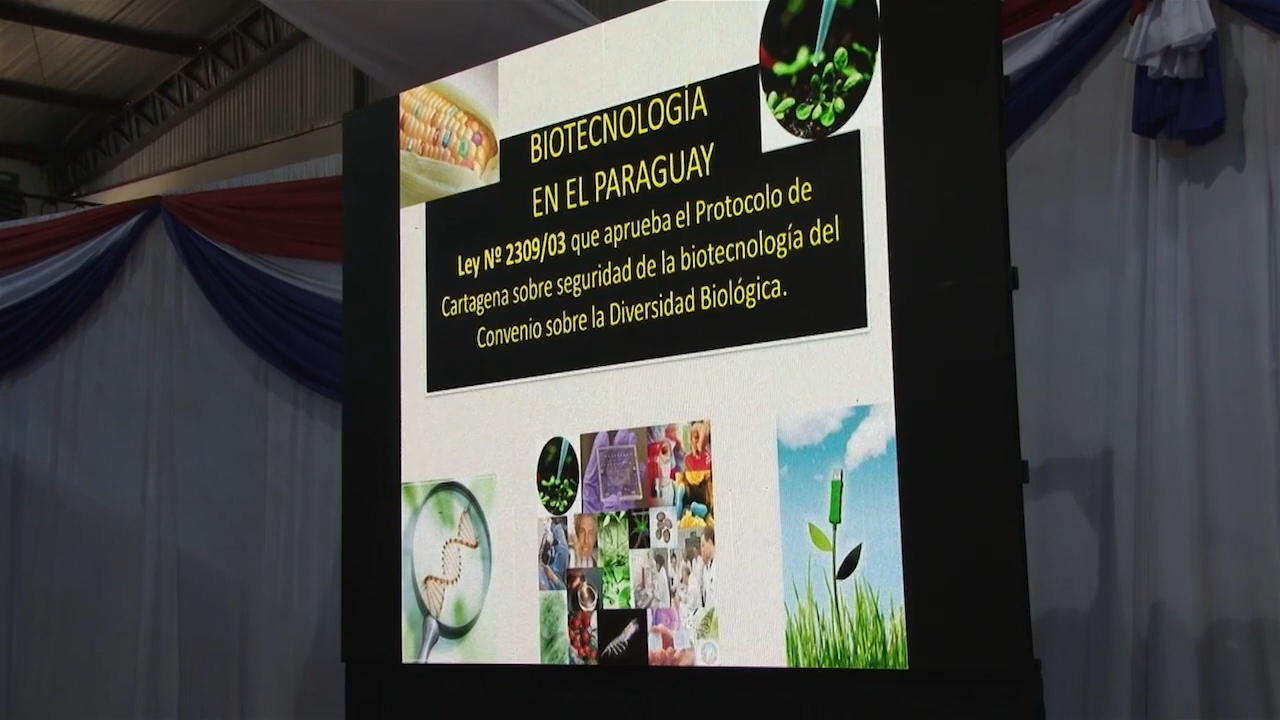 BIOTECNOLOGÍA
EN EL PARAGUAY
Ley Nº 2309/03 que aprueba el Protocolo de
Cartagena sobre seguridad de la biotecnología del
Convenio sobre la Diversidad Biológica.